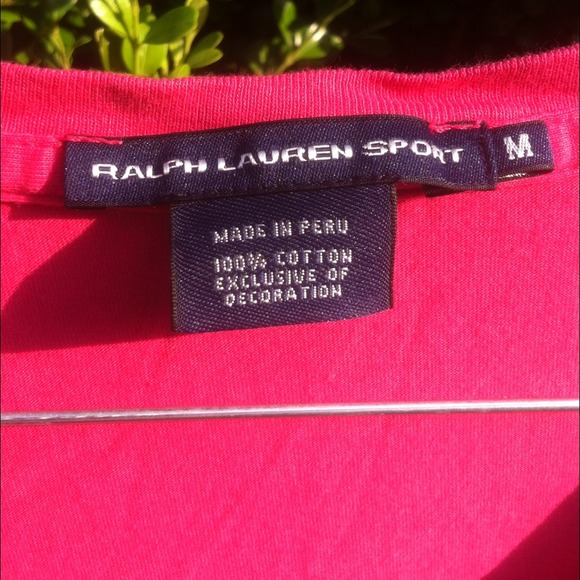 RALPH LAUREN SPORT
M
MADE IN PERU
100% COTTON
EXCLUSIVE OF
DECORATION